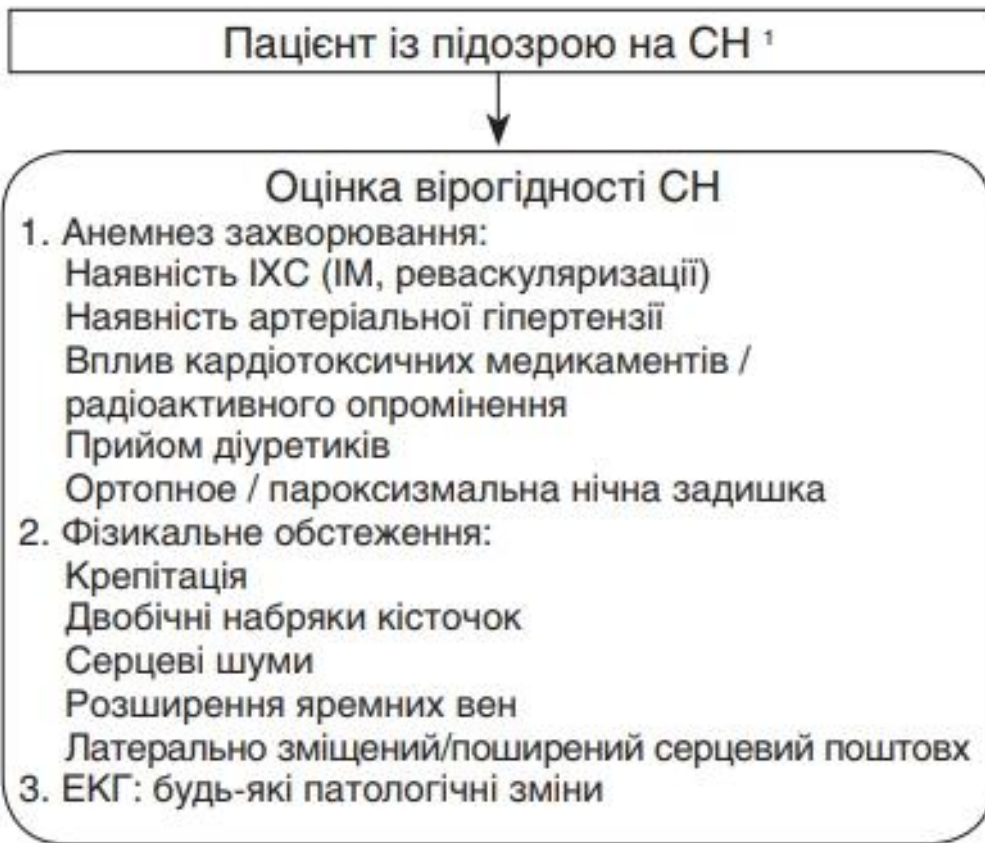 Пацієнт із підозрою на СН ¹
Оцінка вірогідності СН
1. Анемнез захворювання:
Наявність ІХС (ІМ, реваскуляризації)
Наявність артеріальної гіпертензії
Вплив кардіотоксичних медикаментів /
радіоактивного опромінення
Прийом діуретиків
Ортопное / пароксизмальна нічна задишка
2. Фізикальне обстеження:
Крепітація
Двобічні набряки кісточок
Серцеві шуми
Розширення яремних вен
Латерально зміщений/поширений серцевий поштовх
3. ЕКГ: будь-які патологічні зміни